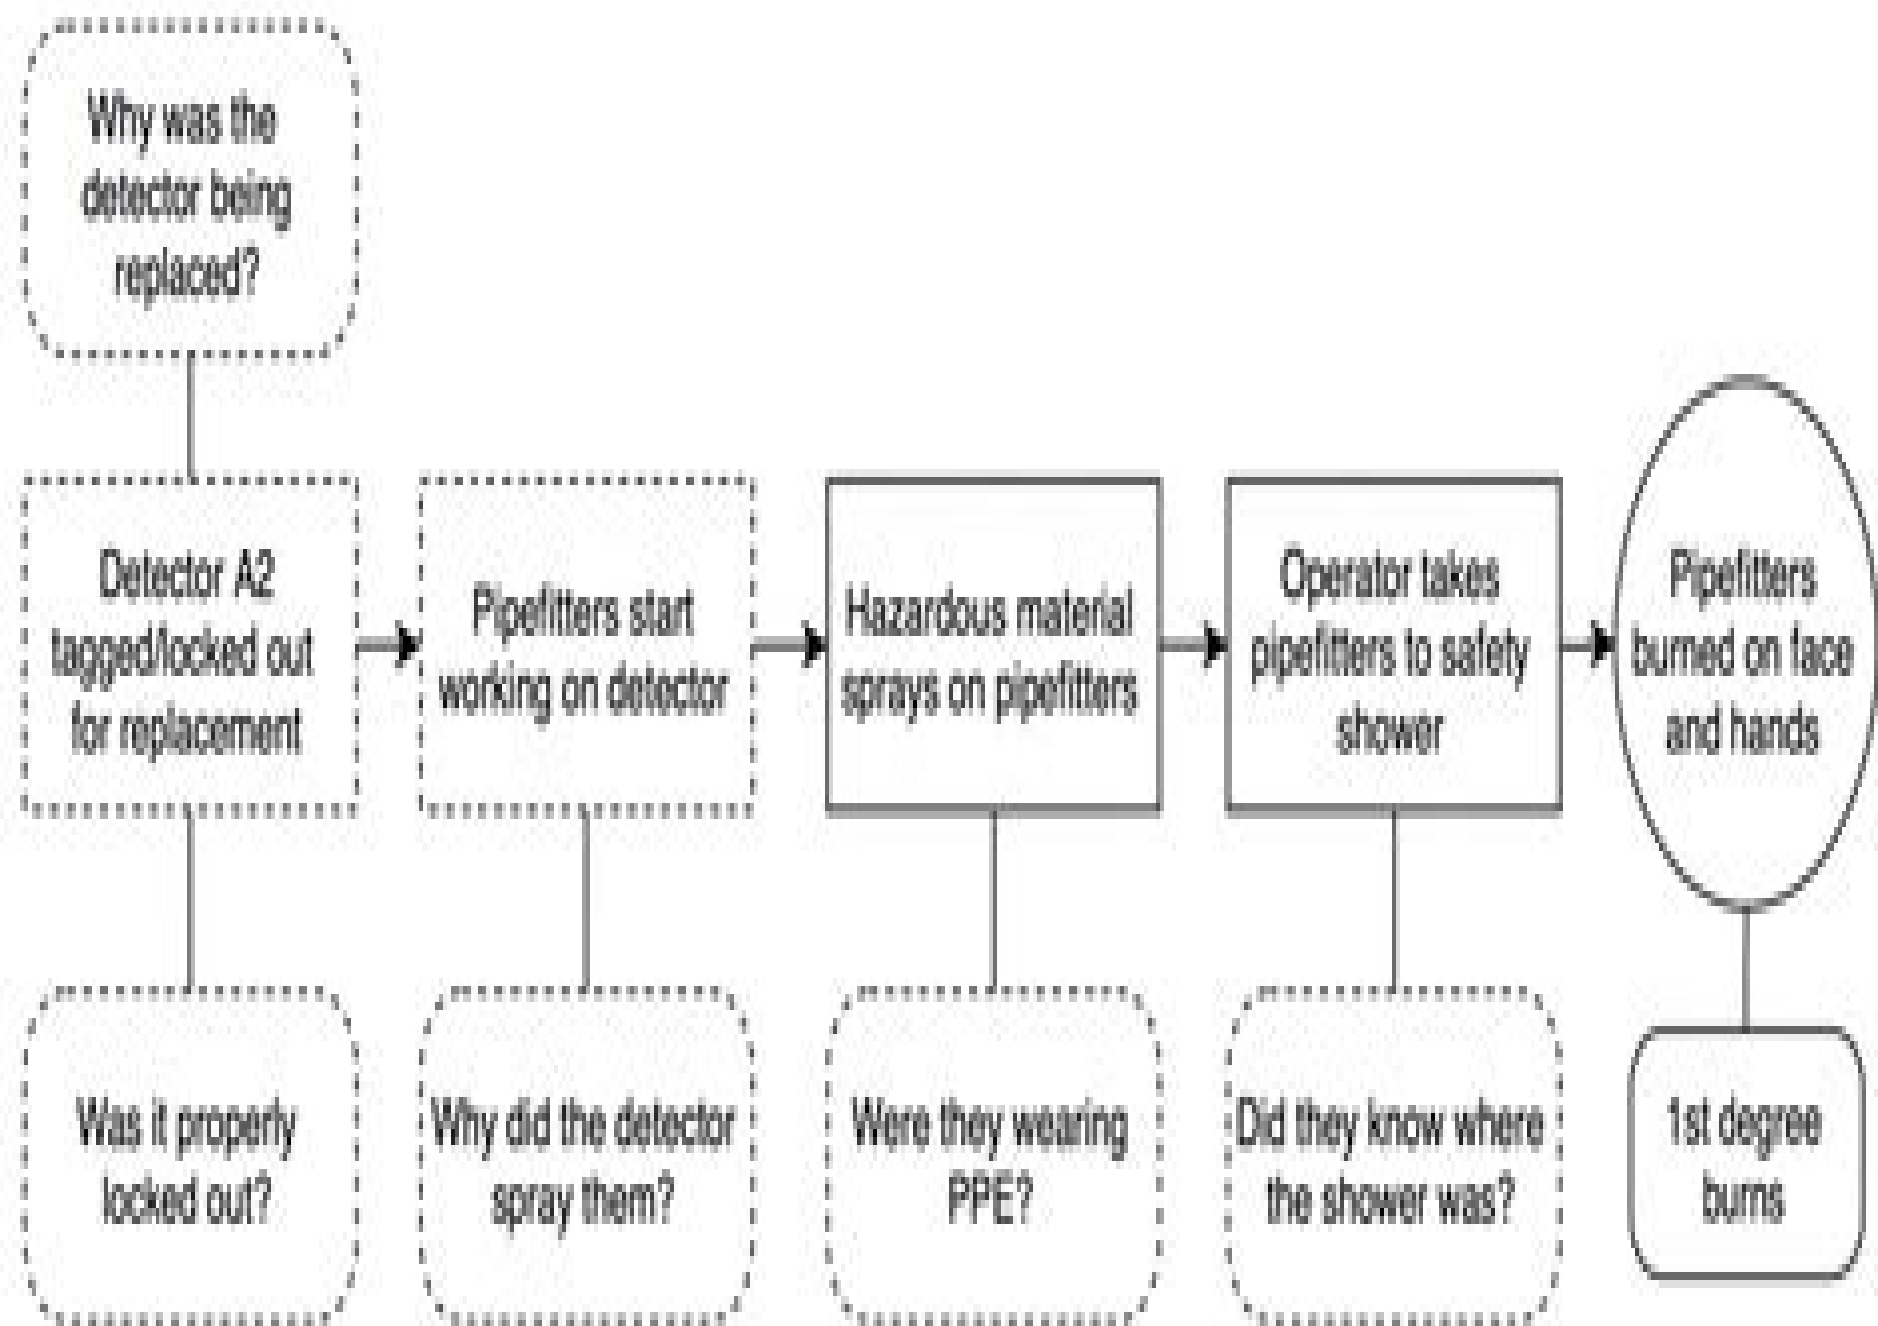 Why was the
detector being
replaced?
Detector A2
tagged/locked out
for replacement
Pipefitters start
working on detector
Hazardous material
sprays on pipefitters
Operator takes
pipefitters to safety
shower
Pipefitters
burned on face
and hands
Was it properly
locked out?
Why did the detector
spray them?
Were they wearing
PPE?
Did they know where
the shower was?
1st degree
burns